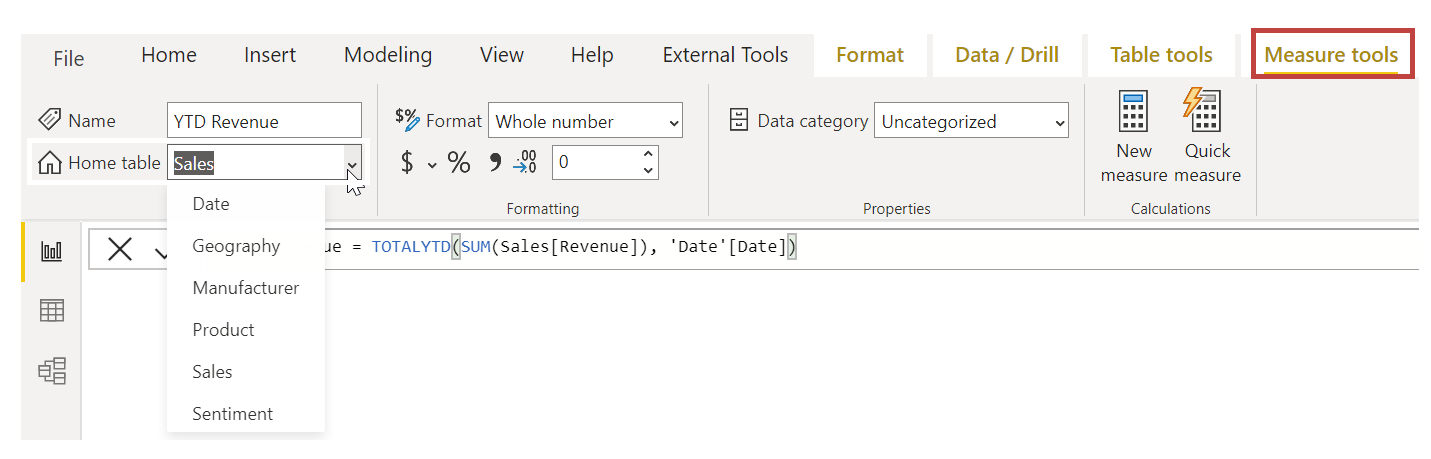 File Home Insert Modeling View Help External Tools Format Data / Drill Table tools Measure tools
Name YTD Revenue
Home table Sales
Date
Geography
Manufacturer
Product
Sales
Sentiment
$% Format Whole number
$ % , .00 .0 0
Formatting
Data category Uncategorized
Properties
New measure
Quick measure
Calculations
ue = TOTALYTD(SUM(Sales[Revenue]), 'Date'[Date])